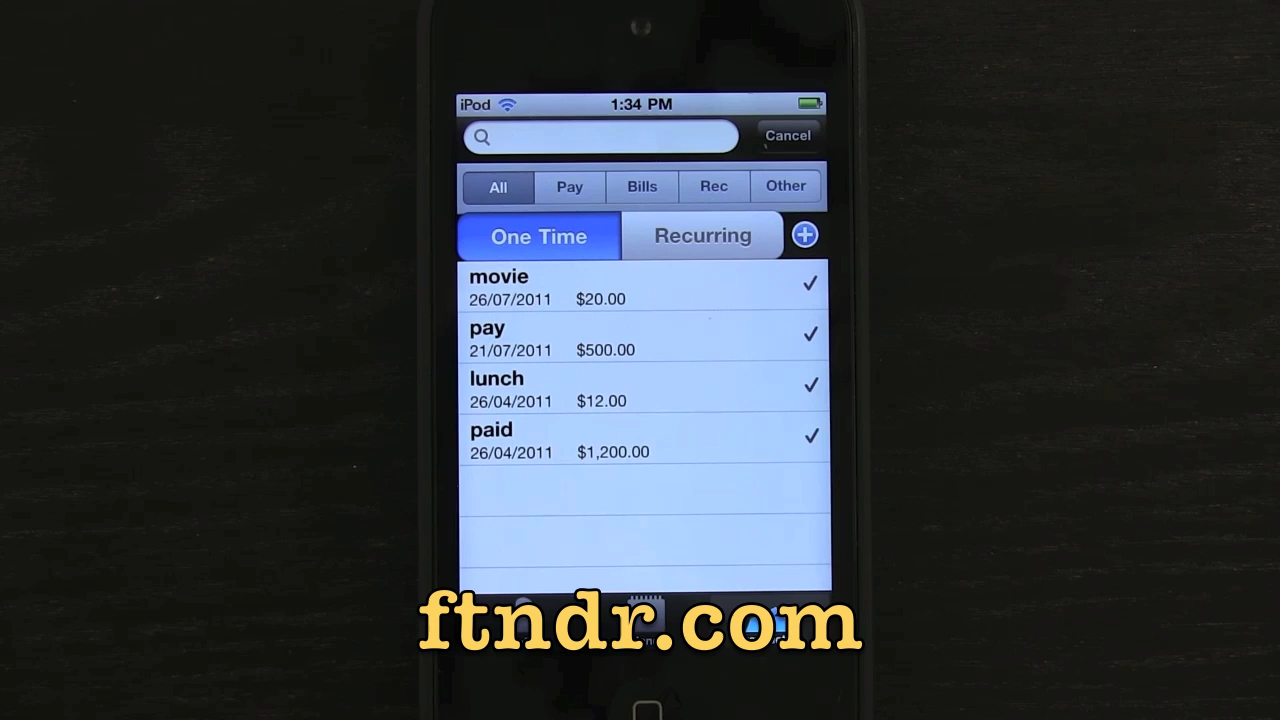 iPod 1:34 PM
Cancel
All Pay Bills Rec Other
One Time Recurring
movie
26/07/2011 $20.00
pay
21/07/2011 $500.00
lunch
26/04/2011 $12.00
paid
26/04/2011 $1,200.00
ftndr.com